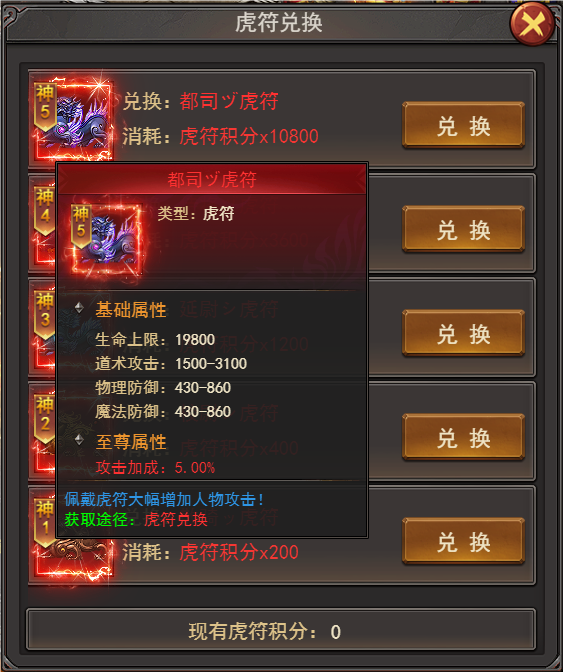 虎符兑换
神5
兑换：都司ヅ虎符
消耗：虎符积分x10800
兑 换
都司ヅ虎符
神5
类型：虎符
基础属性
生命上限：19800
道术攻击：1500-3100
物理防御：430-860
魔法防御：430-860
至尊属性
攻击加成：5.00%
佩戴虎符大幅增加人物攻击！
获取途径：虎符兑换
神4
兑 换
神3
虎符
x1200
兑 换
神2
x400
兑 换
神1
消耗：虎符积分x200
兑 换
现有虎符积分：0